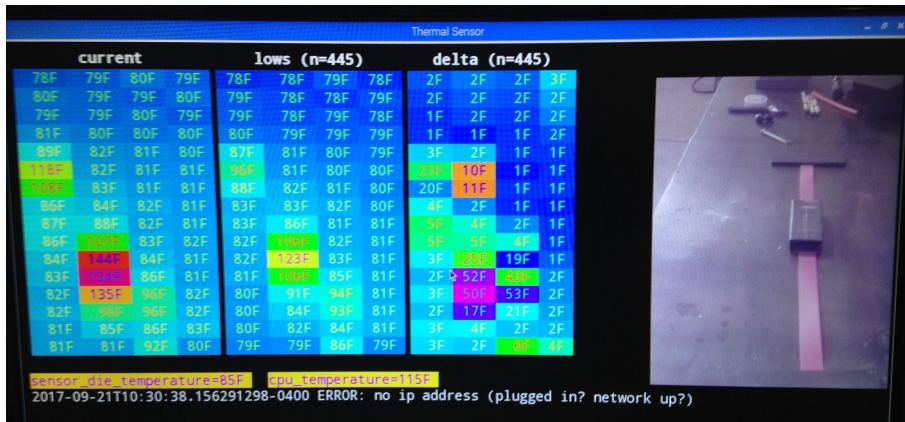 Thermal Sensor
current lows (n=445) delta (n=445)
78F 79F 80F 79F 78F 78F 79F 78F 2F 2F 2F 3F
80F 79F 79F 80F 79F 78F 78F 79F 2F 2F 2F 2F
79F 79F 80F 79F 79F 78F 78F 79F 1F 2F 2F 2F
81F 80F 80F 80F 80F 79F 79F 79F 1F 1F 1F 2F
89F 82F 81F 80F 87F 81F 80F 79F 3F 2F 1F 1F
118F 82F 81F 81F 96F 81F 80F 80F 23F 10F 1F 1F
108F 83F 81F 81F 88F 82F 81F 80F 20F 11F 1F 1F
86F 84F 82F 81F 83F 83F 82F 80F 4F 2F 1F 1F
87F 88F 82F 81F 83F 86F 81F 81F 5F 4F 2F 1F
86F 107F 83F 82F 82F 106F 82F 81F 5F 5F 4F 1F
84F 144F 84F 81F 82F 123F 83F 81F 3F 25F 19F 1F
83F 86F 81F 81F 106F 85F 81F 2F 52F 43F 2F
82F 135F 96F 82F 80F 91F 94F 81F 3F 50F 53F 2F
82F 98F 96F 82F 80F 84F 93F 81F 2F 17F 21F 2F
81F 85F 86F 83F 80F 82F 84F 81F 3F 4F 2F 2F
81F 81F 92F 80F 79F 79F 86F 79F 3F 2F 6F 4F
sensor_die_temperature=85F cpu_temperature=115F
2017-09-21T10:30:38.156291298-0400 ERROR: no ip address (plugged in? network up?)